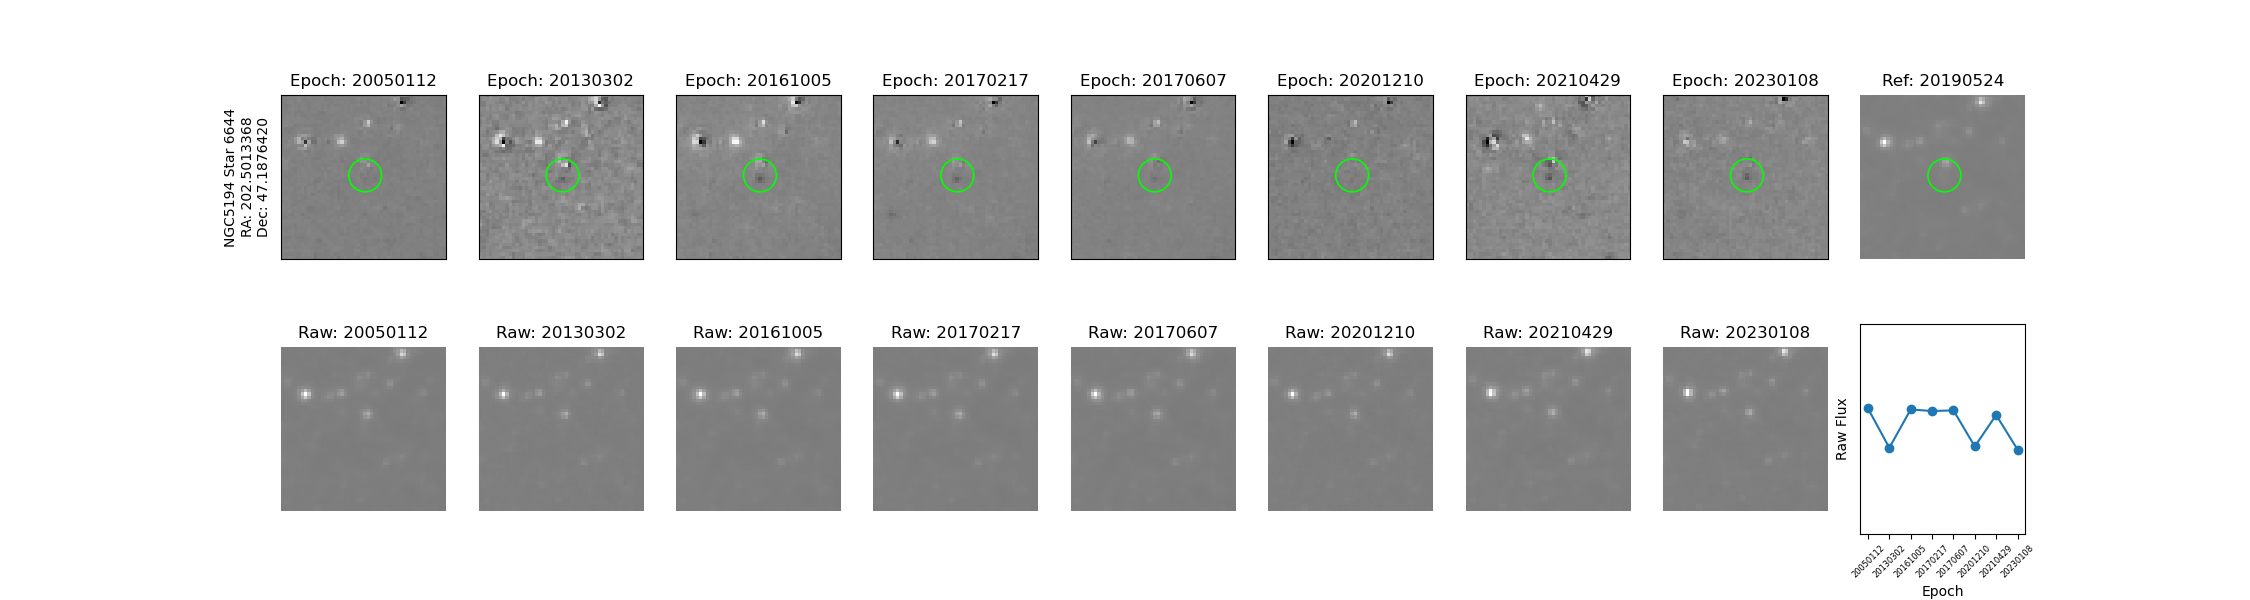 NGC5194 Star 6644
RA: 202.5013368
Dec: 47.1876420
Epoch: 20050112
Epoch: 20130302
Epoch: 20161005
Epoch: 20170217
Epoch: 20170607
Epoch: 20201210
Epoch: 20210429
Epoch: 20230108
Ref: 20190524
Raw: 20050112
Raw: 20130302
Raw: 20161005
Raw: 20170217
Raw: 20170607
Raw: 20201210
Raw: 20210429
Raw: 20230108
Raw Flux
20050112
20130302
20161005
20170217
20170607
20201210
20210429
20230108
Epoch